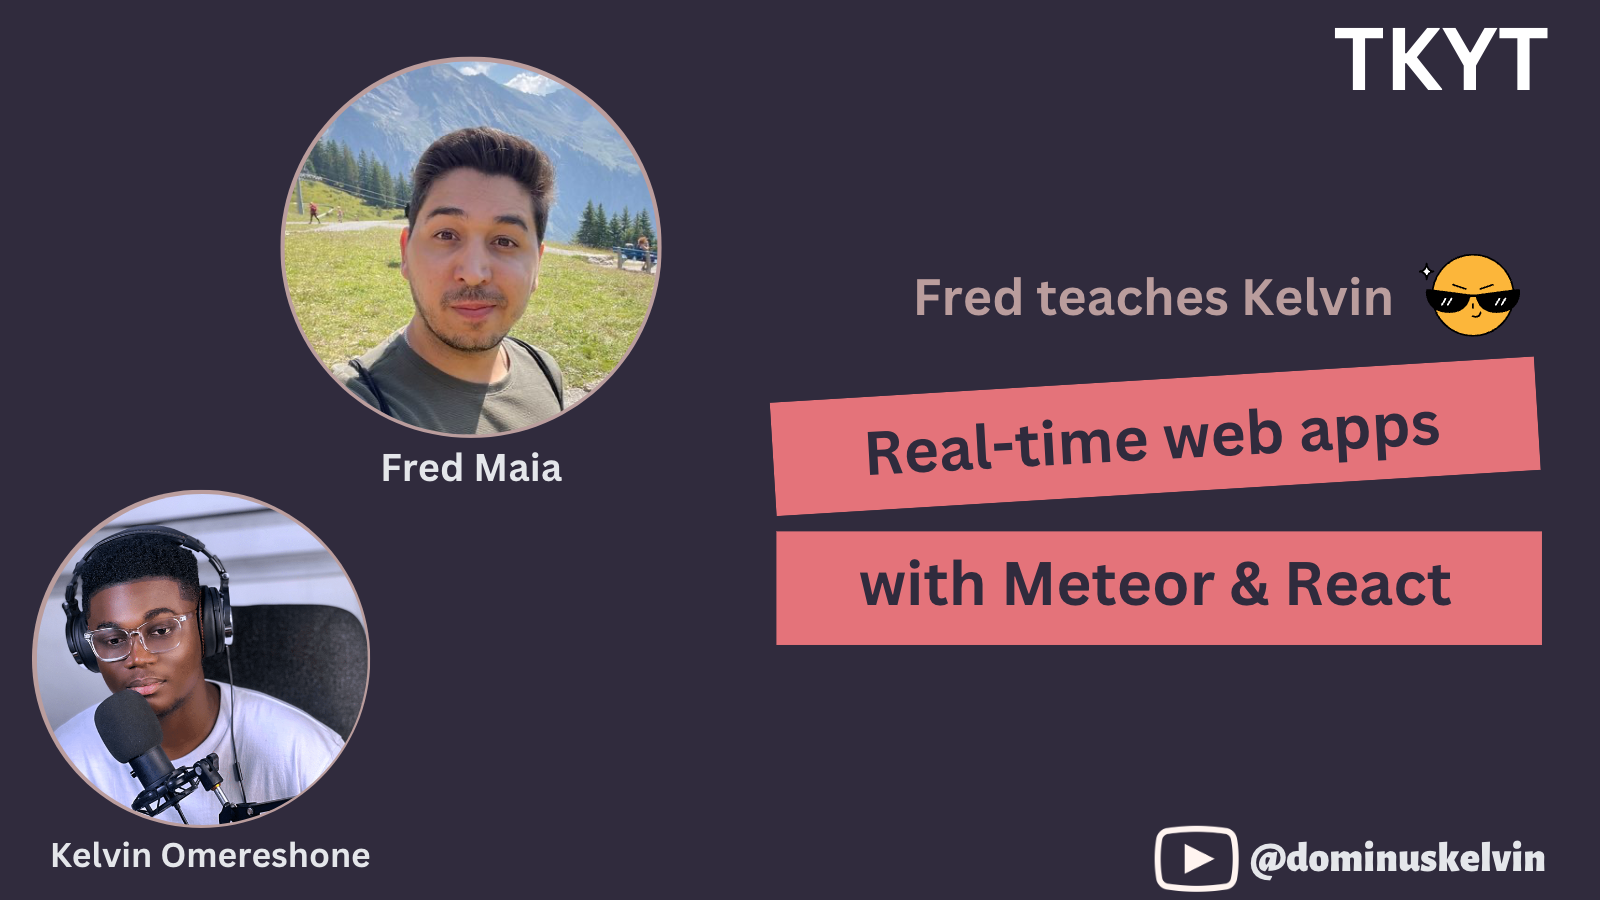 TKYT
Fred teaches Kelvin
Real-time web apps
with Meteor & React
Fred Maia
Kelvin Omereshone
@dominuskelvin